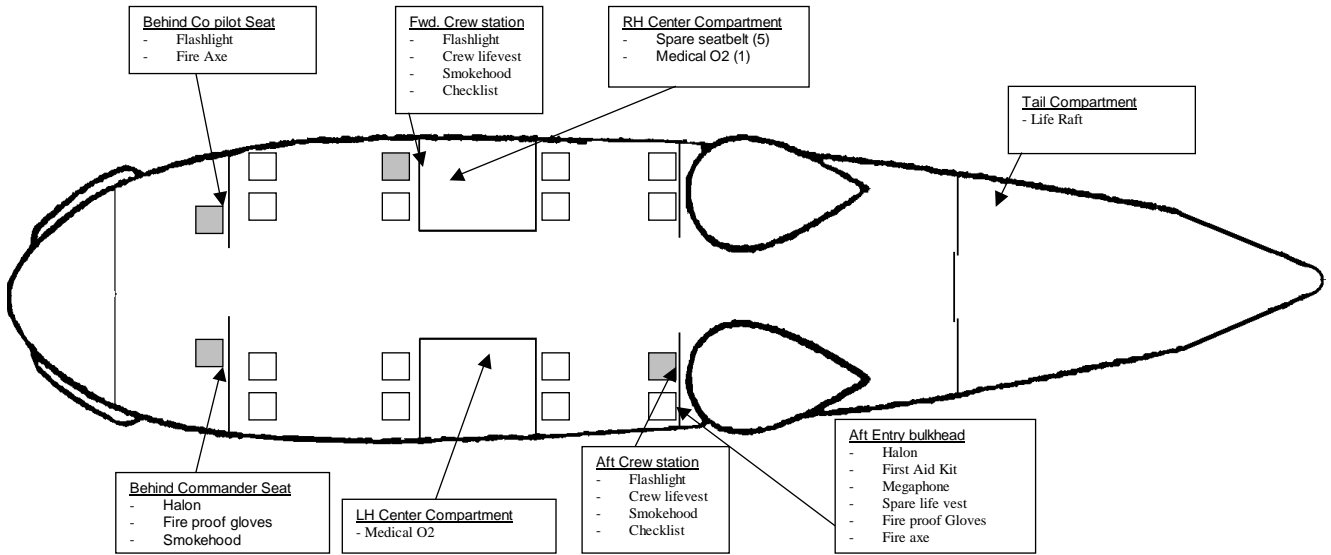 Behind Co pilot Seat
- Flashlight
- Fire Axe
Fwd. Crew station
- Flashlight
- Crew lifevest
- Smokehood
- Checklist
RH Center Compartment
- Spare seatbelt (5)
- Medical O2 (1)
Tail Compartment
- Life Raft
Behind Commander Seat
- Halon
- Fire proof gloves
- Smokehood
LH Center Compartment
- Medical O2
Aft Crew station
- Flashlight
- Crew lifevest
- Smokehood
- Checklist
Aft Entry bulkhead
- Halon
- First Aid Kit
- Megaphone
- Spare life vest
- Fire proof Gloves
- Fire axe